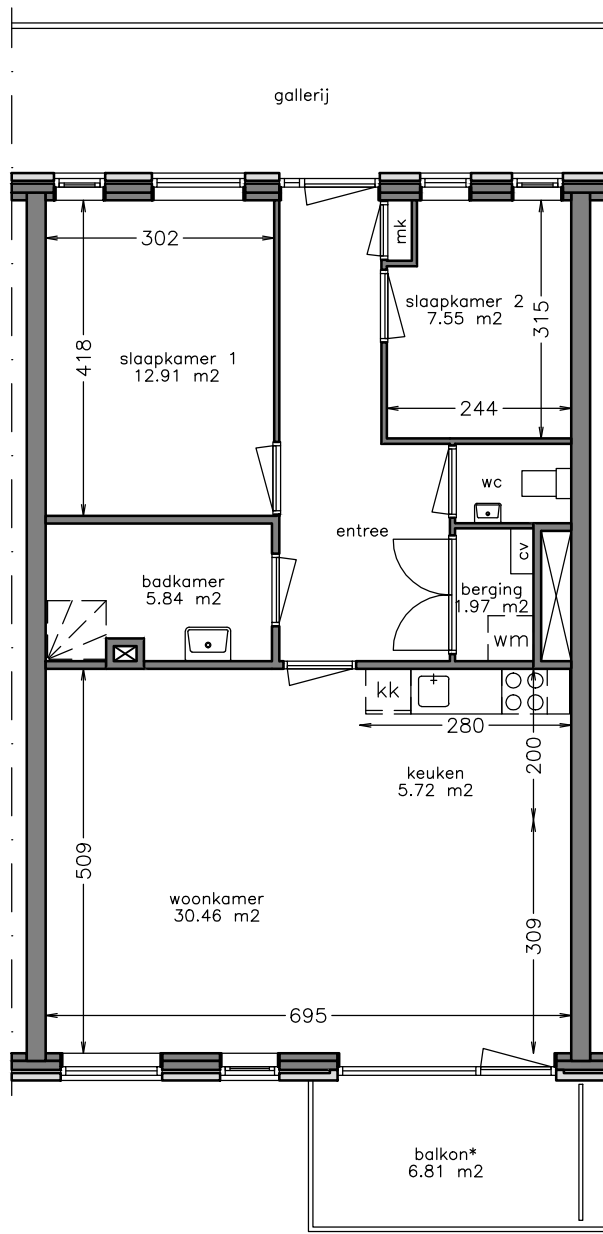 gallerij
302
mk
slaapkamer 2
7.55 m2
315
418
slaapkamer 1
12.91 m2
244
wc
entree
cv
badkamer
5.84 m2
berging
1.97 m2
wm
kk
280
200
keuken
5.72 m2
509
woonkamer
30.46 m2
309
695
balkon*
6.81 m2